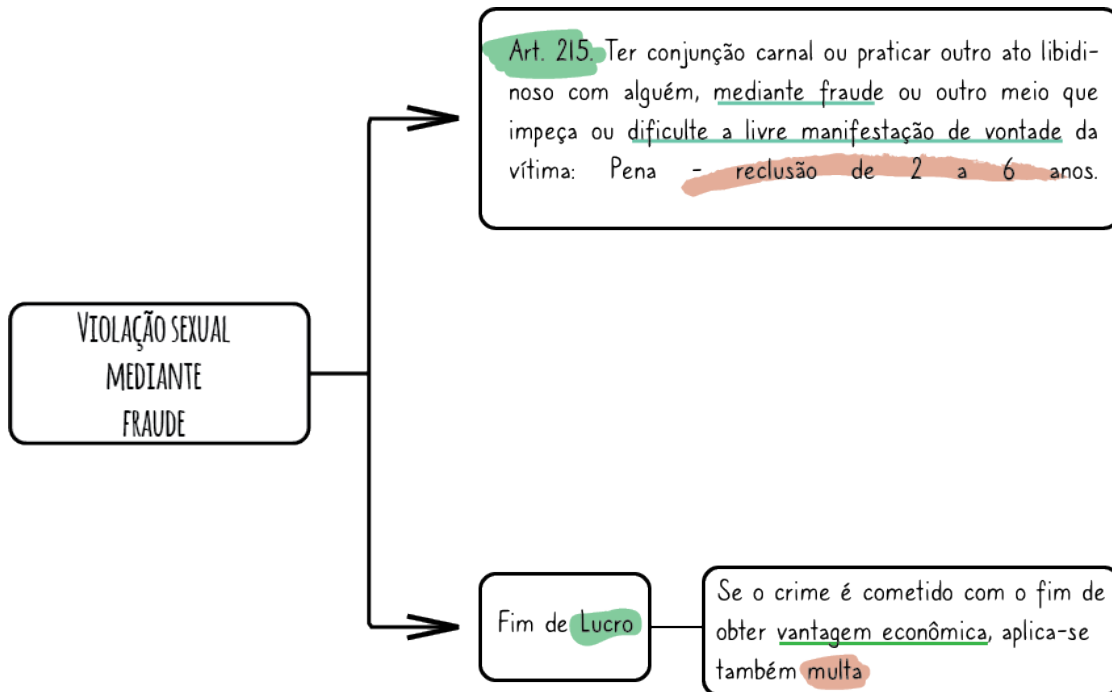 Art. 215. Ter conjunção carnal ou praticar outro ato libidi-
noso com alguém, mediante fraude ou outro meio que
impeça ou dificulte a livre manifestação de vontade da
vítima: Pena - reclusão de 2 a 6 anos.
VIOLAÇÃO SEXUAL
MEDIANTE
FRAUDE
Fim de Lucro
Se o crime é cometido com o fim de
obter vantagem econômica, aplica-se
também multa